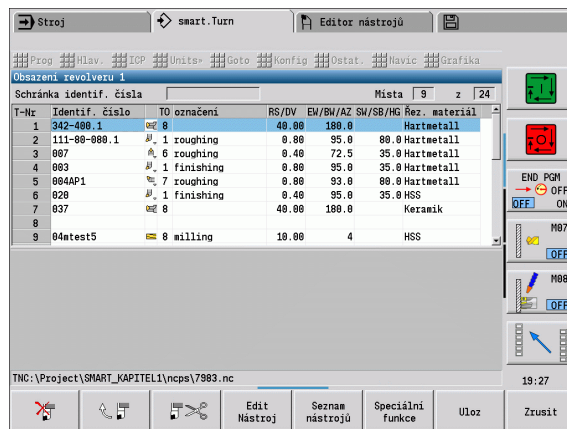 Stroj smart.Turn Editor nástrojů
Prog Hlav. ICP Units» Goto Konfig Ostat. Navíc Grafika
Obsazení revolveru 1
Schránka identif. čísla Místa 9 z 24
T-Nr Identif. číslo TO označení RS/DV EW/BW/AZ SW/SB/HG Řez. materiál
1 342-400.1 8 40.00 180.0 Hartmetall
2 111-80-080.1 1 roughing 0.80 95.0 80.0 Hartmetall
3 007 6 roughing 0.40 72.5 35.0 Hartmetall
4 003 1 finishing 0.80 95.0 35.0 Hartmetall
5 004AP1 7 roughing 0.80 93.0 80.0 Hartmetall
6 020 1 finishing 0.40 95.0 35.0 HSS
7 037 8 40.00 180.0 Keramik
8
9 04mtest5 8 milling 10.00 4 HSS
END PGM
OFF
OFF ON
M07
OFF
M08
OFF
TNC:\Project\SMART_KAPITEL1\ncps\7983.nc
19:27
Edit Nástroj
Seznam nástrojů
Speciální funkce
Uloz
Zrusit